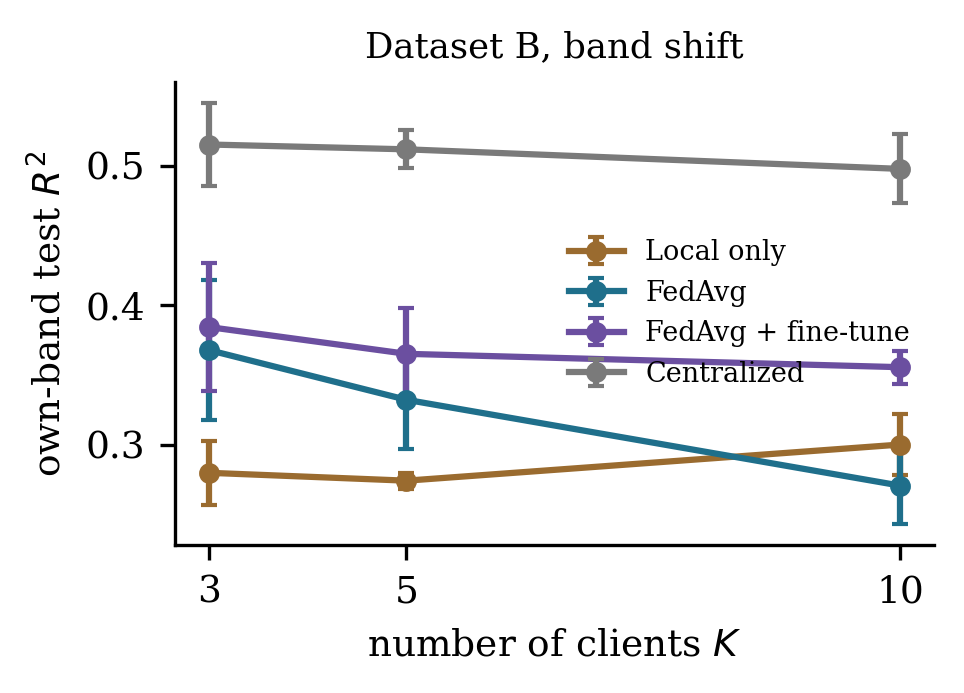 Dataset B, band shift
own-band test R²
0.5
0.4
0.3
Local only
FedAvg
FedAvg + fine-tune
Centralized
3 5 10
number of clients K